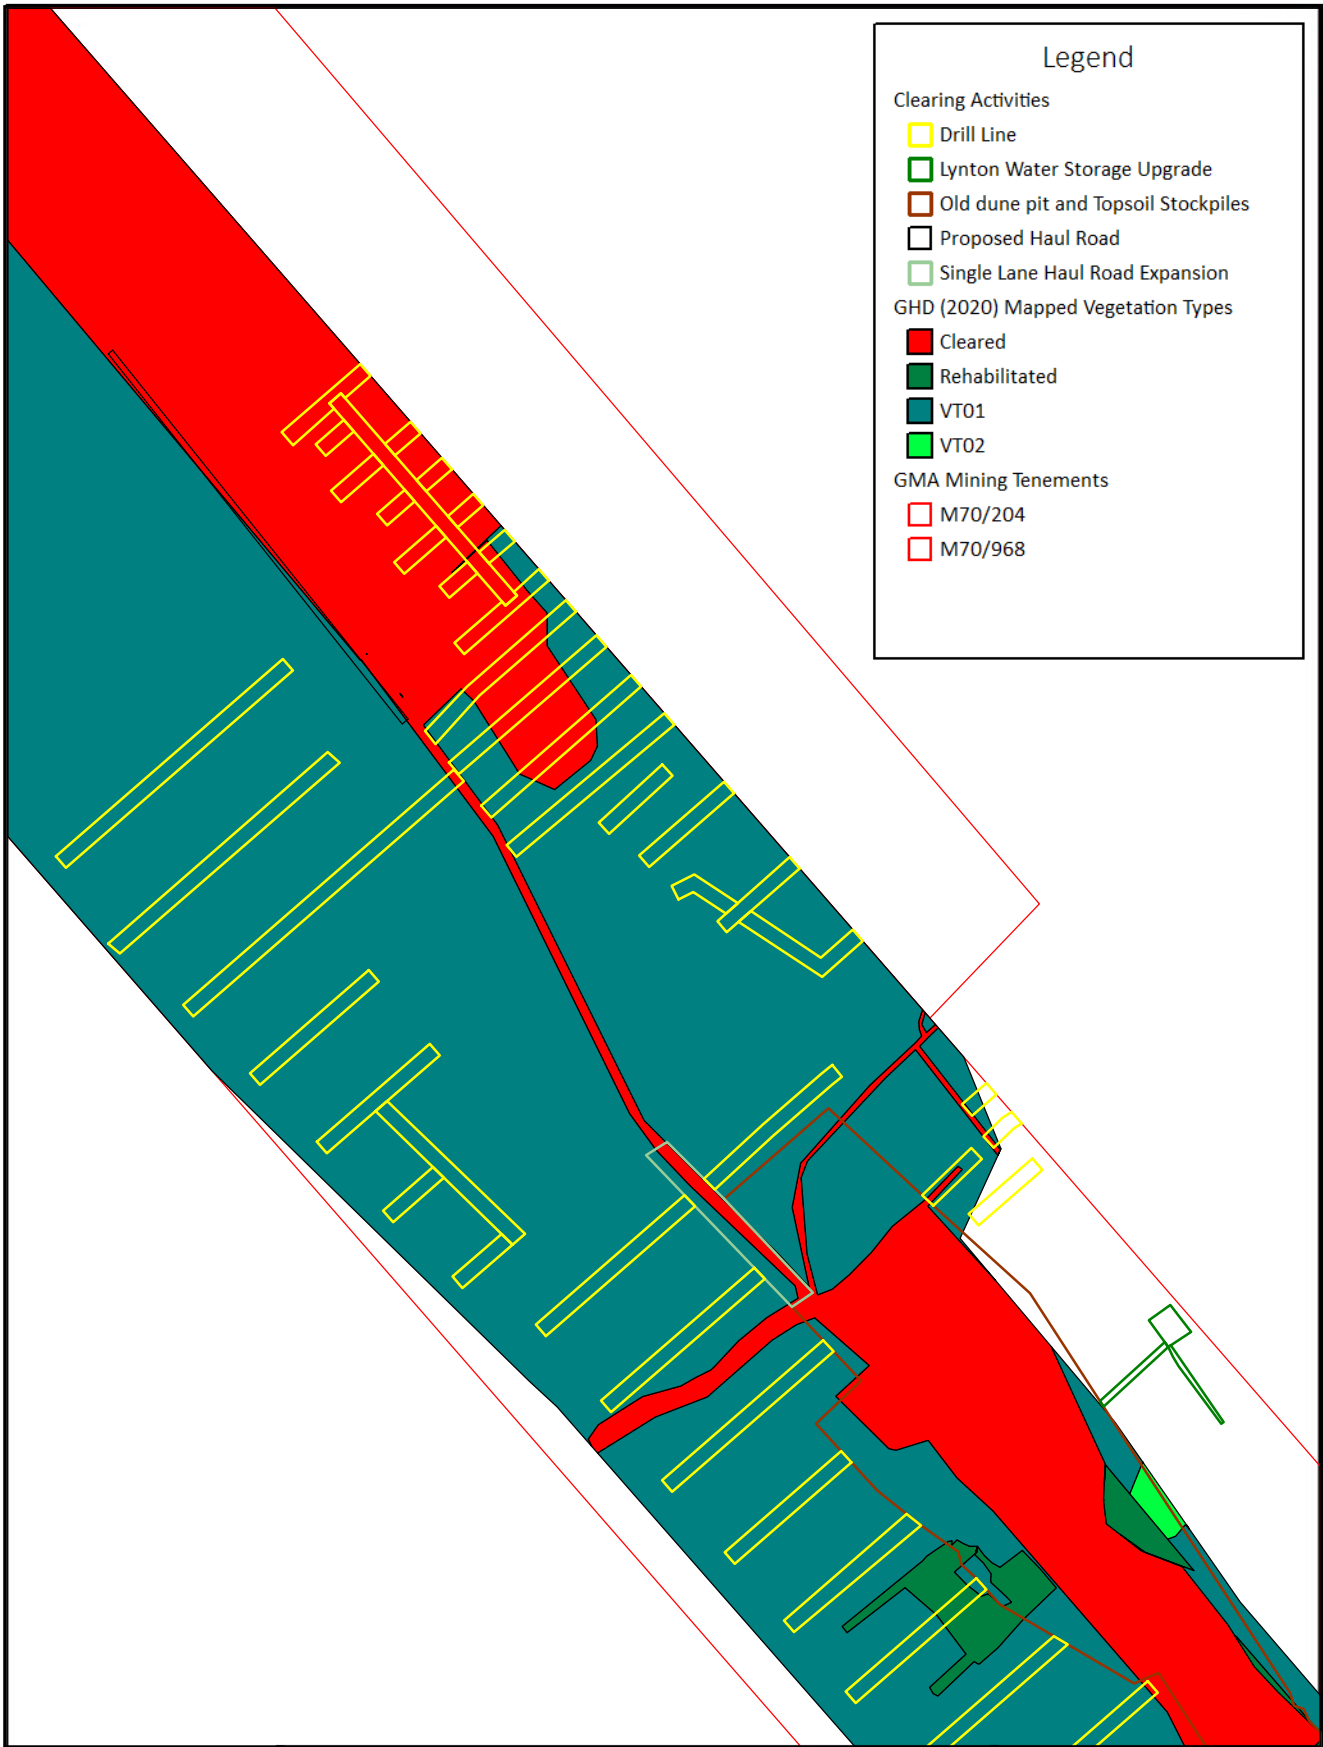 Legend
Clearing Activities
Drill Line
Lynton Water Storage Upgrade
Old dune pit and Topsoil Stockpiles
Proposed Haul Road
Single Lane Haul Road Expansion
GHD (2020) Mapped Vegetation Types
Cleared
Rehabilitated
VT01
VT02
GMA Mining Tenements
M70/204
M70/968